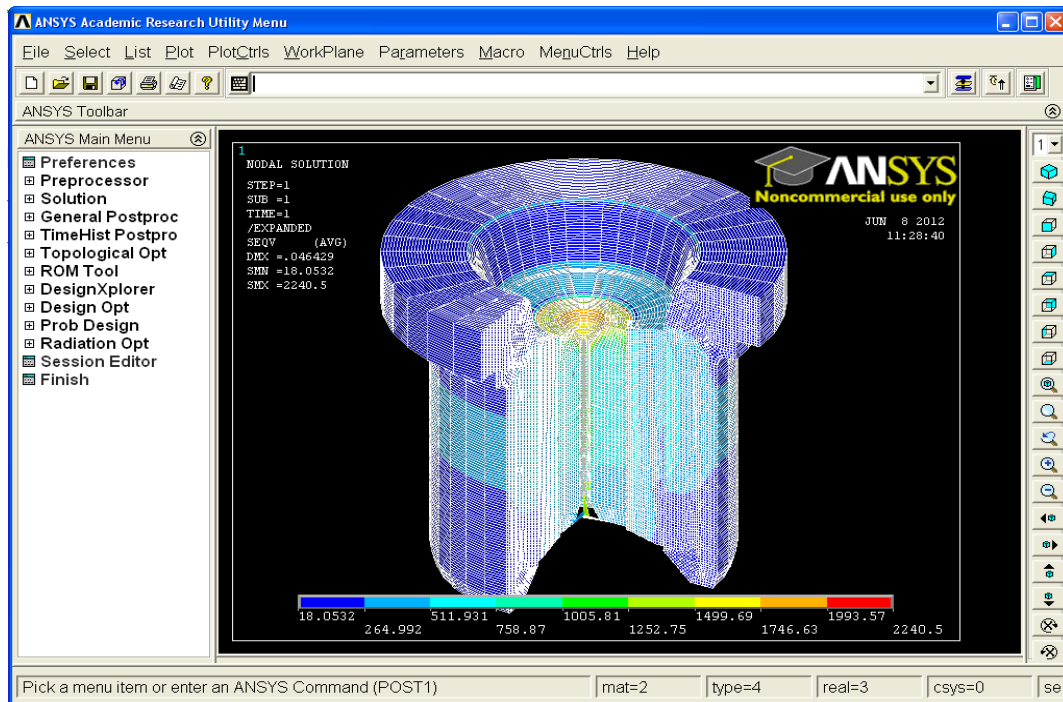 ANSYS Academic Research Utility Menu
File Select List Plot PlotCtrls WorkPlane Parameters Macro MenuCtrls Help
ANSYS Toolbar
ANSYS Main Menu
Preferences
Preprocessor
Solution
General Postproc
TimeHist Postpro
Topological Opt
ROM Tool
DesignXplorer
Design Opt
Prob Design
Radiation Opt
Session Editor
Finish
1
NODAL SOLUTION
STEP=1
SUB =1
TIME=1
/EXPANDED
SEQV (AVG)
DMX =.046429
SMN =18.0532
SMX =2240.5
ANSYS
Noncommercial use only
JUN 8 2012
11:28:40
1
18.0532 511.931 1005.81 1499.69 1993.57
264.992 758.87 1252.75 1746.63 2240.5
Pick a menu item or enter an ANSYS Command (POST1) mat=2 type=4 real=3 csys=0 se